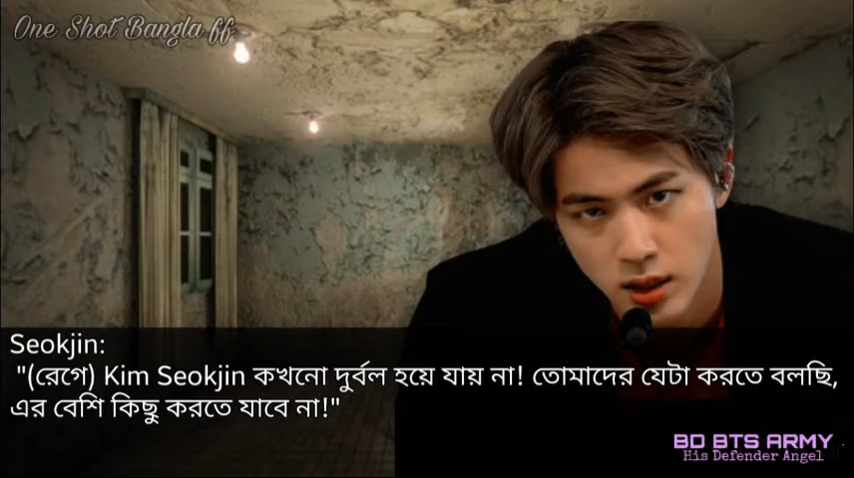 One Shot Bangla ff
Seokjin:
"(রেগে) Kim Seokjin কখনো দুর্বল হয়ে যায় না! তোমাদের যেটা করতে বলছি,
এর বেশি কিছু করতে যাবে না!"
BD BTS ARMY
His Defender Angel